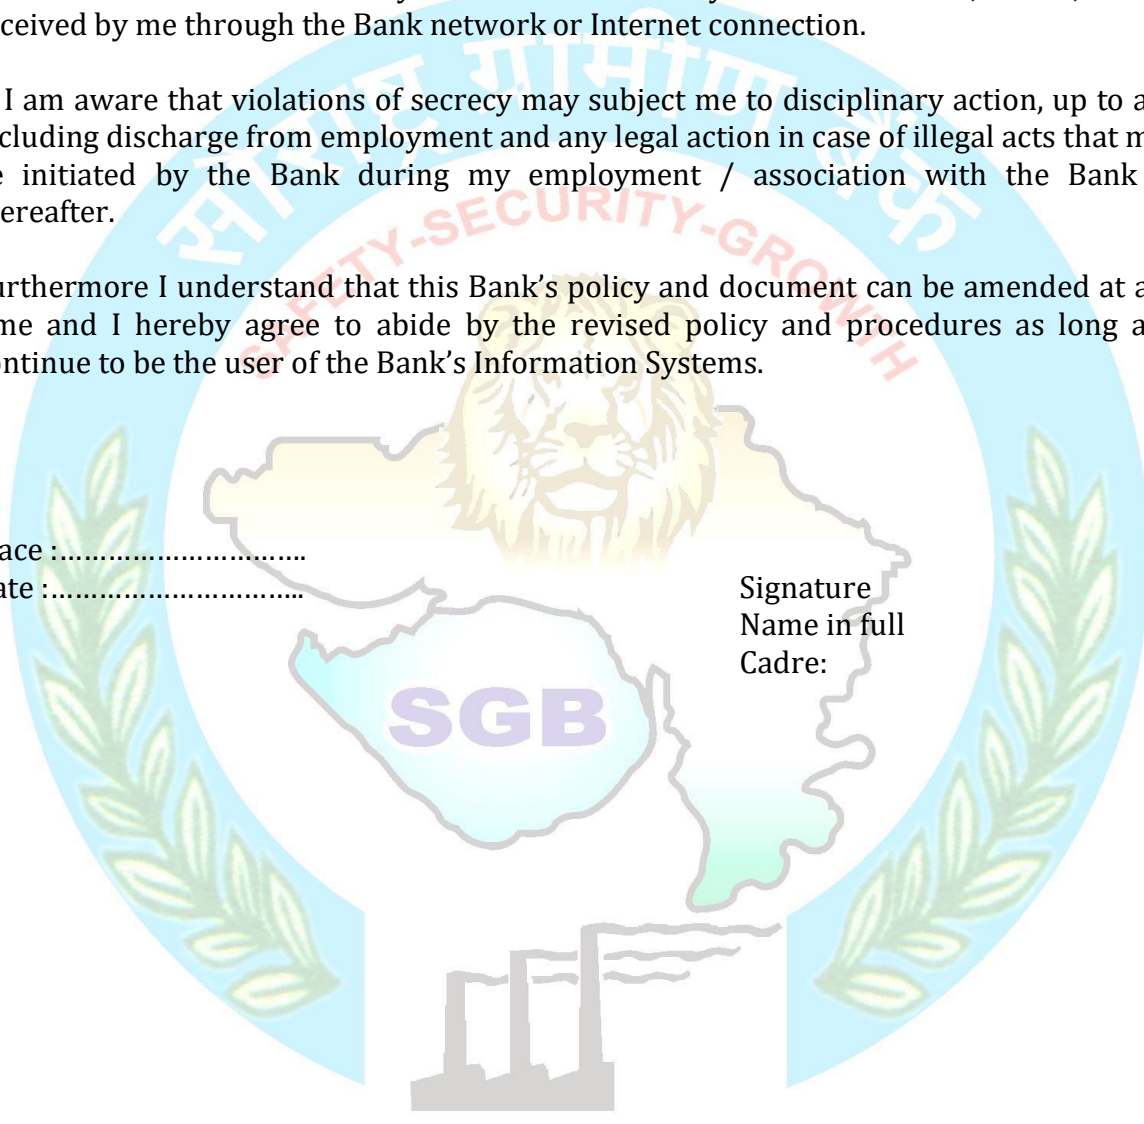 ceived by me through the Bank network or Internet connection.
I am aware that violations of secrecy may subject me to disciplinary action, up to a
cluding discharge from employment and any legal action in case of illegal acts that m
e initiated by the Bank during my employment / association with the Bank
ereafter.
urthermore I understand that this Bank’s policy and document can be amended at a
me and I hereby agree to abide by the revised policy and procedures as long a
ontinue to be the user of the Bank’s Information Systems.
ace :………………………….
ate :…………………………..
Signature
Name in full
Cadre:
सौराष्ट्र ग्रामीण बैंक
SAFETY-SECURITY-GROWTH
SGB